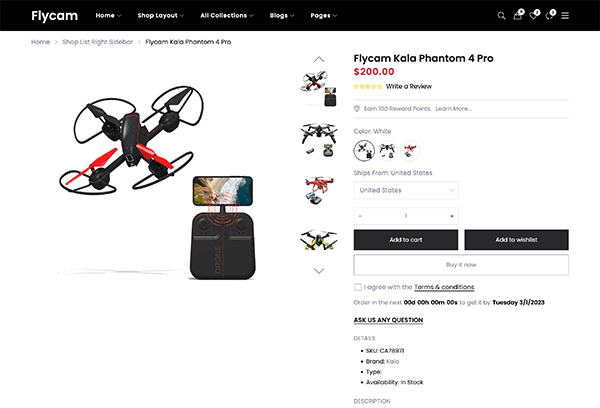 Flycam
Home Shop Layout All Collections Blogs Pages
Home > Shop List Right Sidebar > Flycam Kala Phantom 4 Pro
Flycam Kala Phantom 4 Pro
$200.00
Write a Review
Earn 100 Reward Points. Learn More...
Color: White
Ships From: United States
United States
- 1 +
Add to cart Add to wishlist
Buy it now
I agree with the Terms & conditions
Order in the next 00d 00h 00m 00s to get it by Tuesday 3/1/2023
ASK US ANY QUESTION
DETAILS
SKU: CA78971
Brand: Kala
Type:
Availability: In Stock
DESCRIPTION
DRONE